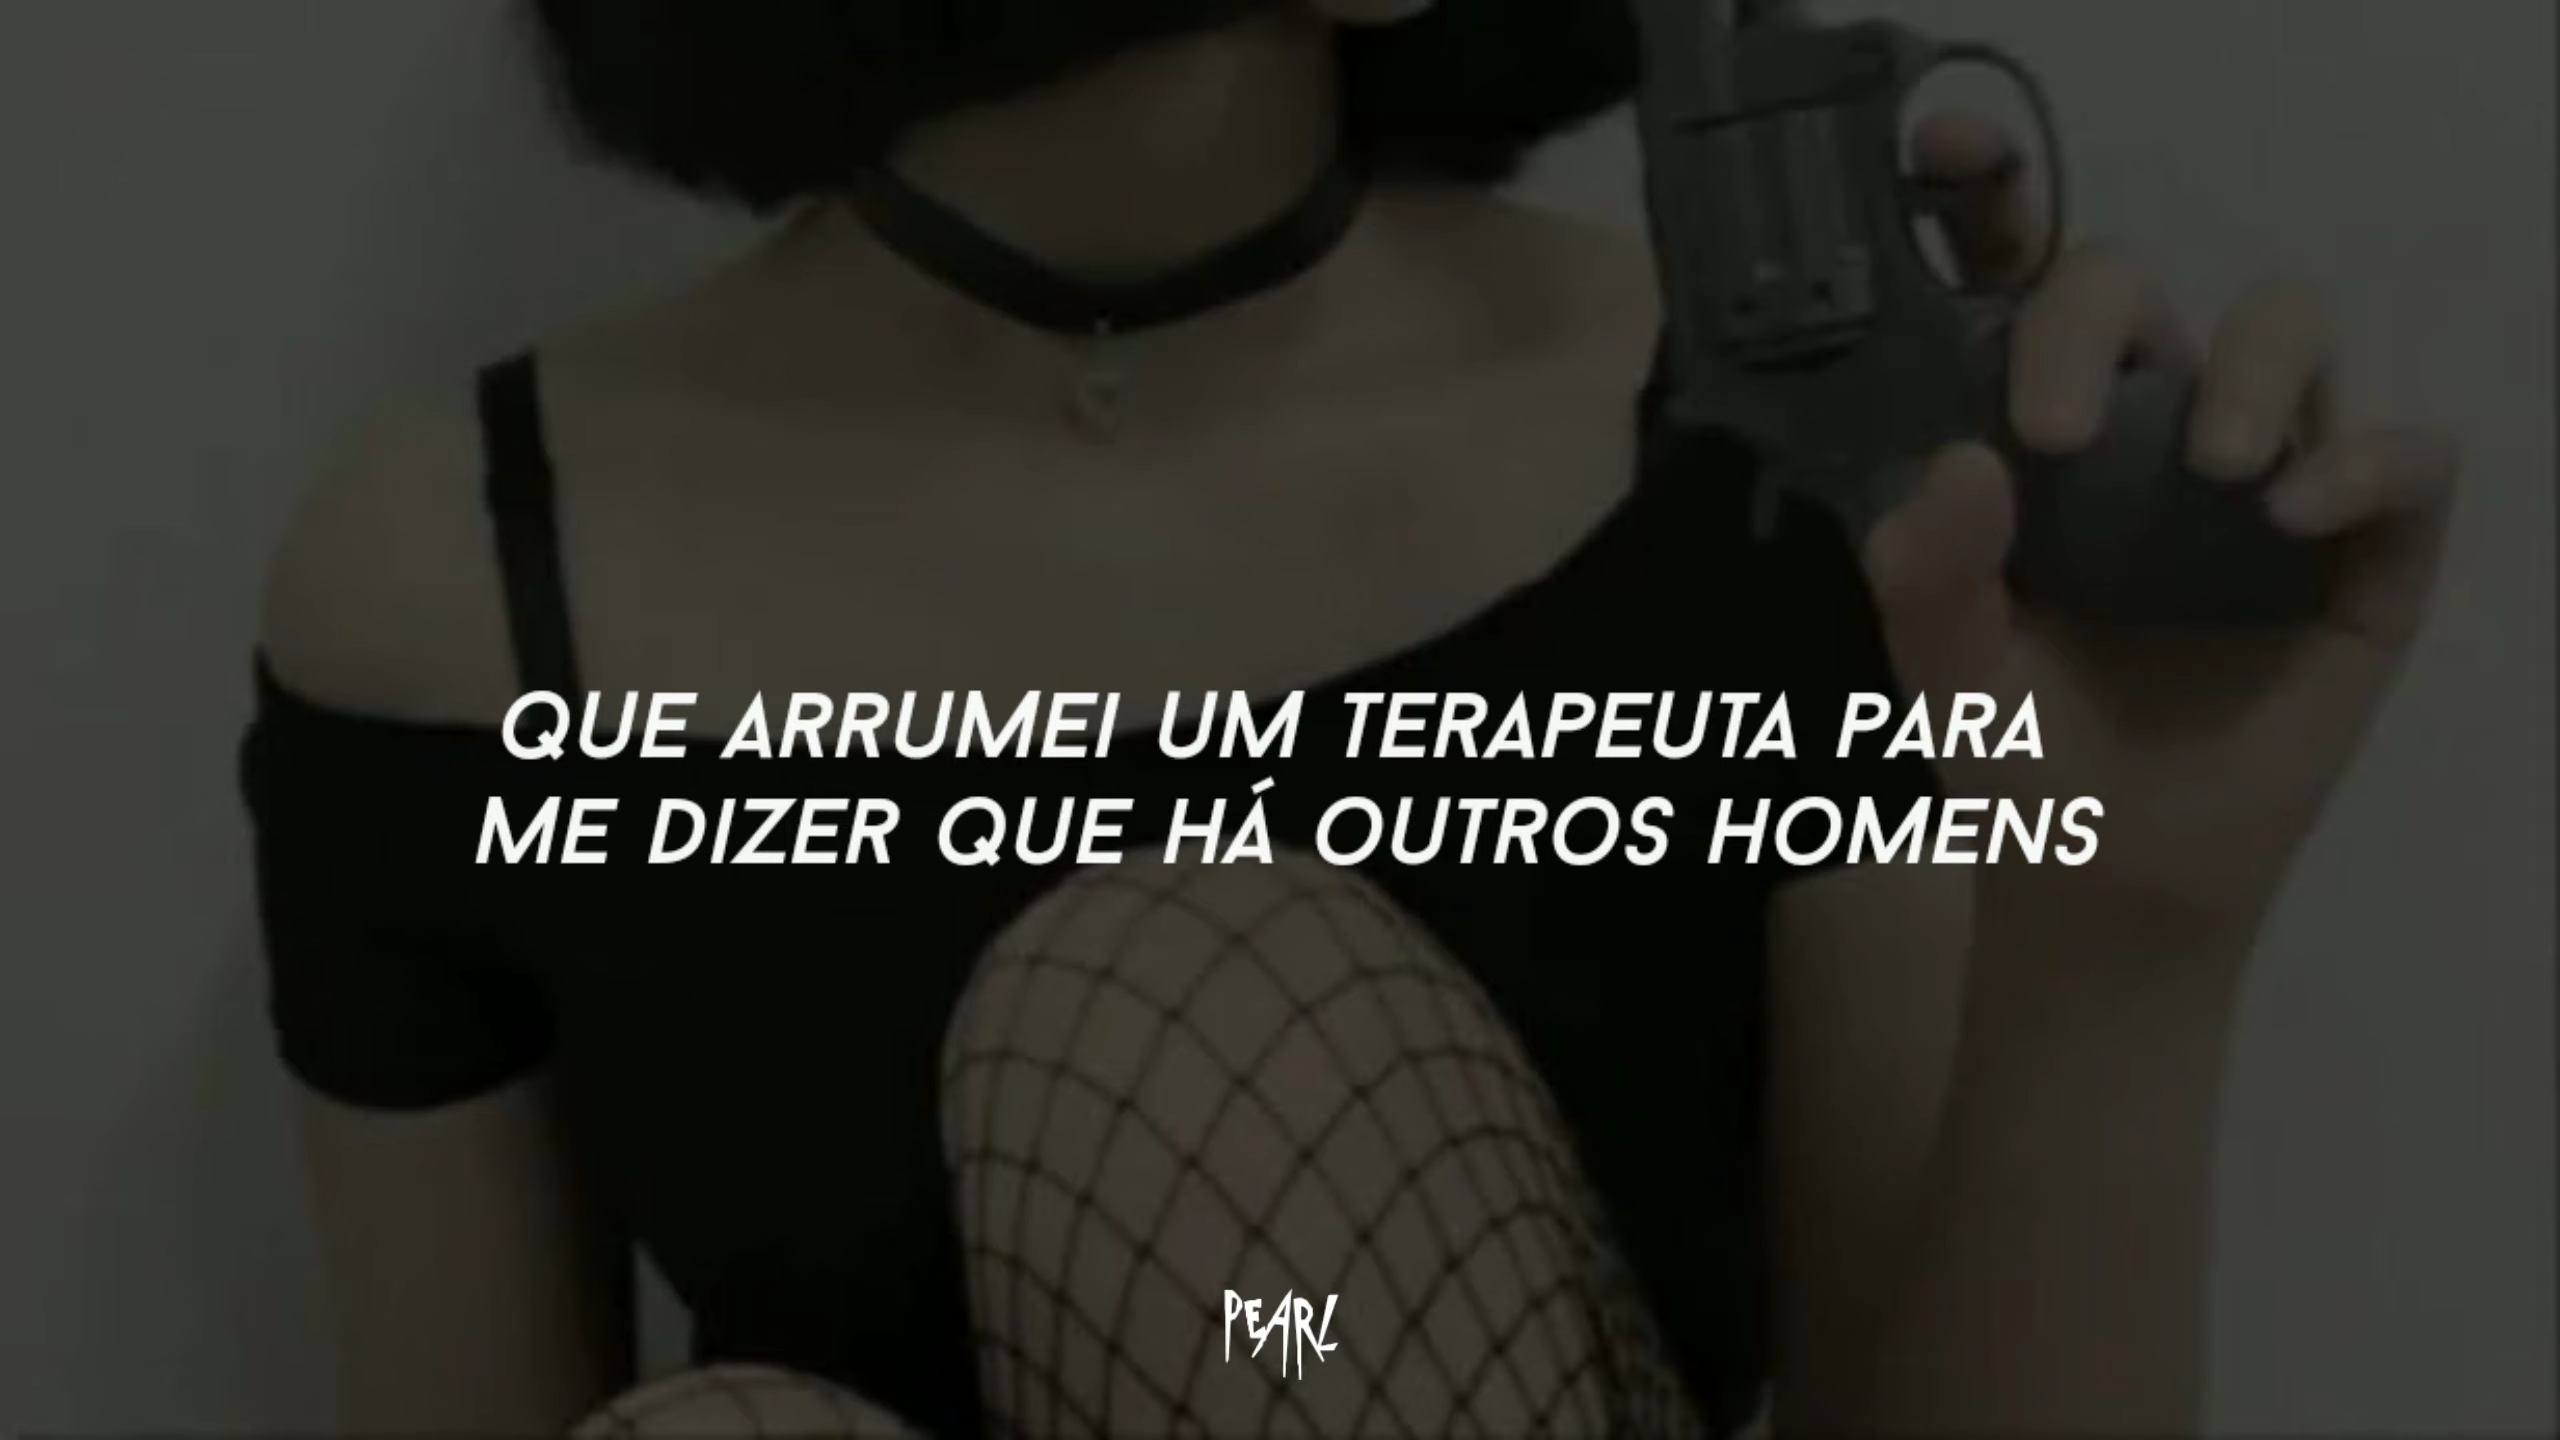 QUE ARRUMEI UM TERAPEUTA PARA
ME DIZER QUE HÁ OUTROS HOMENS
PEARL